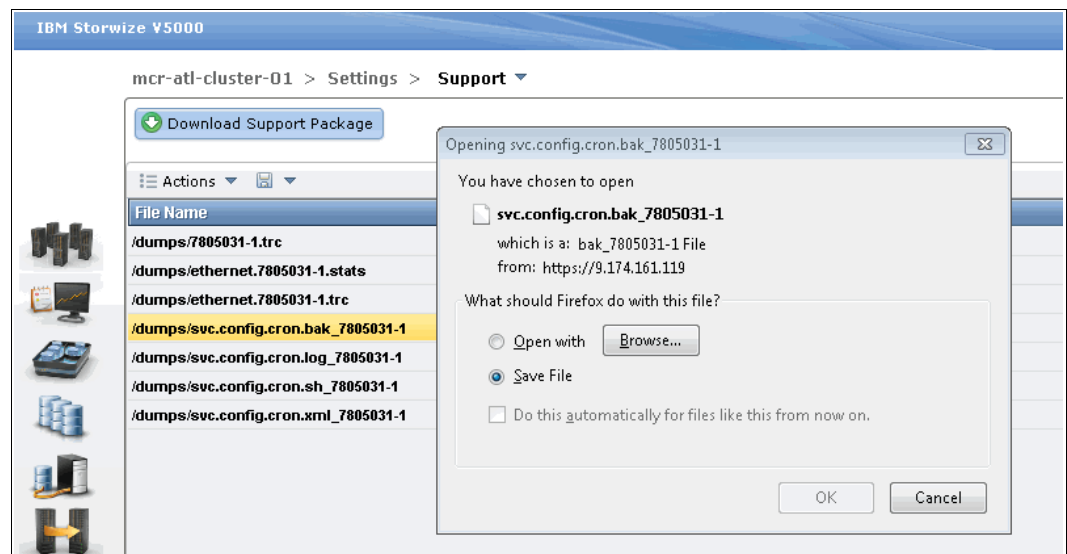 IBM Storwize V5000
mcr-atl-cluster-01 > Settings > Support
Download Support Package
Actions
File Name
/dumps/7805031-1.trc
/dumps/ethernet.7805031-1.stats
/dumps/ethernet.7805031-1.trc
/dumps/svc.config.cron.bak_7805031-1
/dumps/svc.config.cron.log_7805031-1
/dumps/svc.config.cron.sh_7805031-1
/dumps/svc.config.cron.xml_7805031-1
Opening svc.config.cron.bak_7805031-1
You have chosen to open
svc.config.cron.bak_7805031-1
which is a: bak_7805031-1 File
from: https://9.174.161.119
What should Firefox do with this file?
Open with Browse...
Save File
Do this automatically for files like this from now on.
OK Cancel